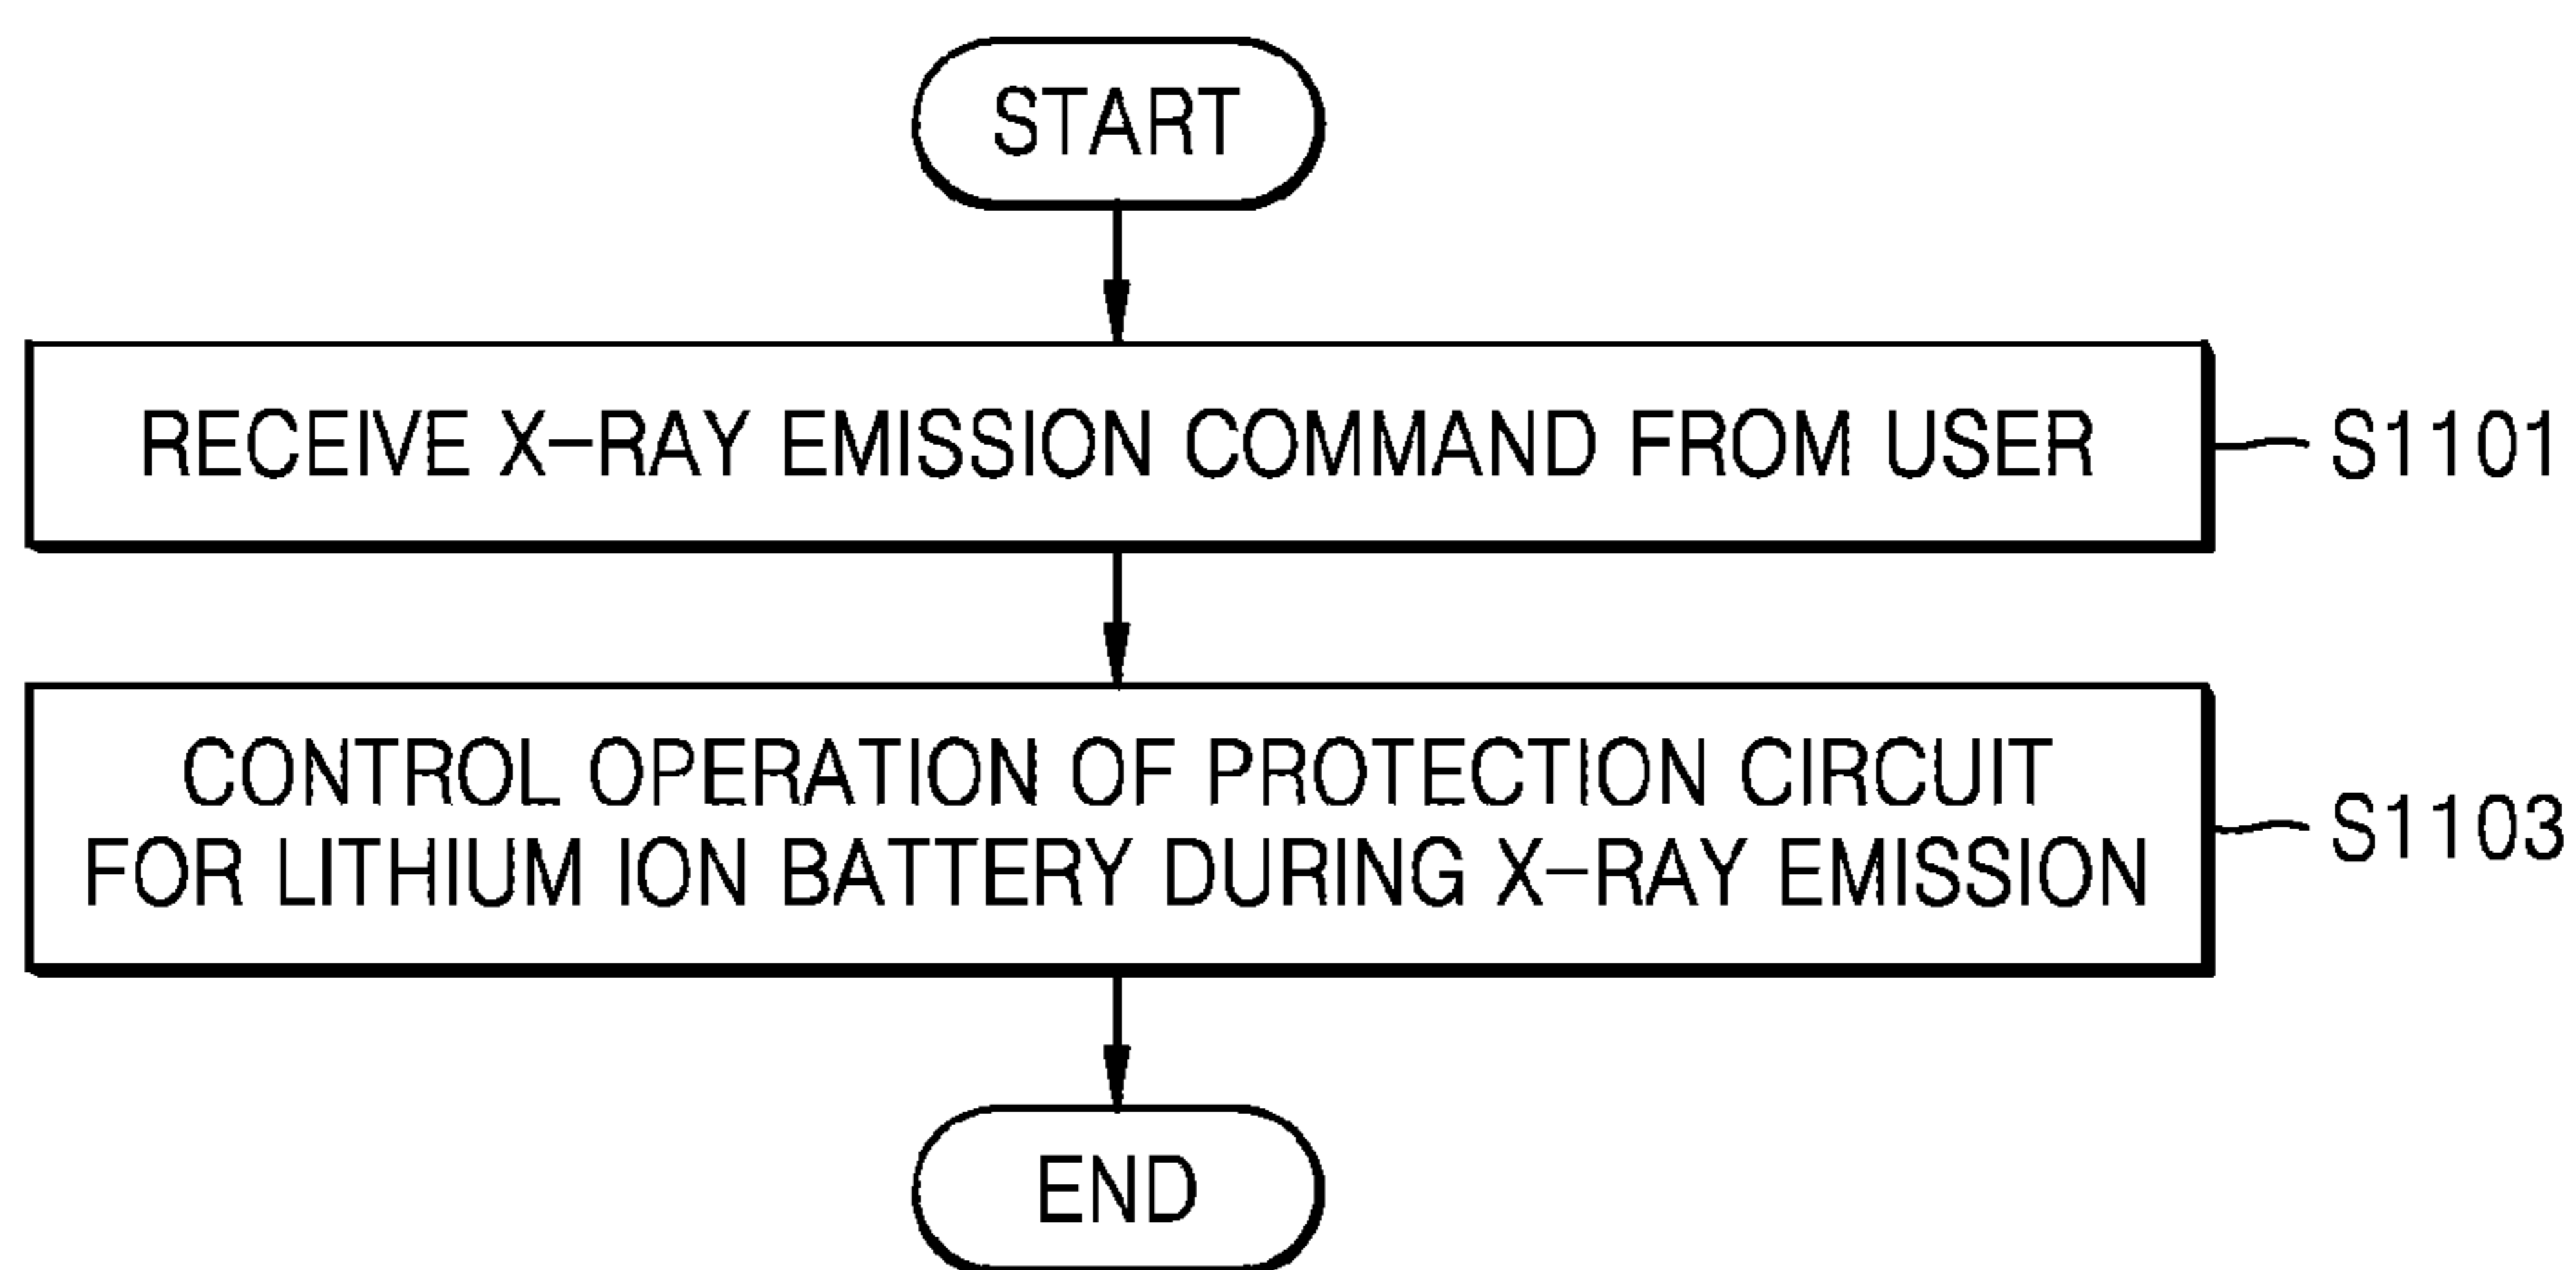 START
RECEIVE X-RAY EMISSION COMMAND FROM USER
S1101
CONTROL OPERATION OF PROTECTION CIRCUIT
FOR LITHIUM ION BATTERY DURING X-RAY EMISSION
S1103
END